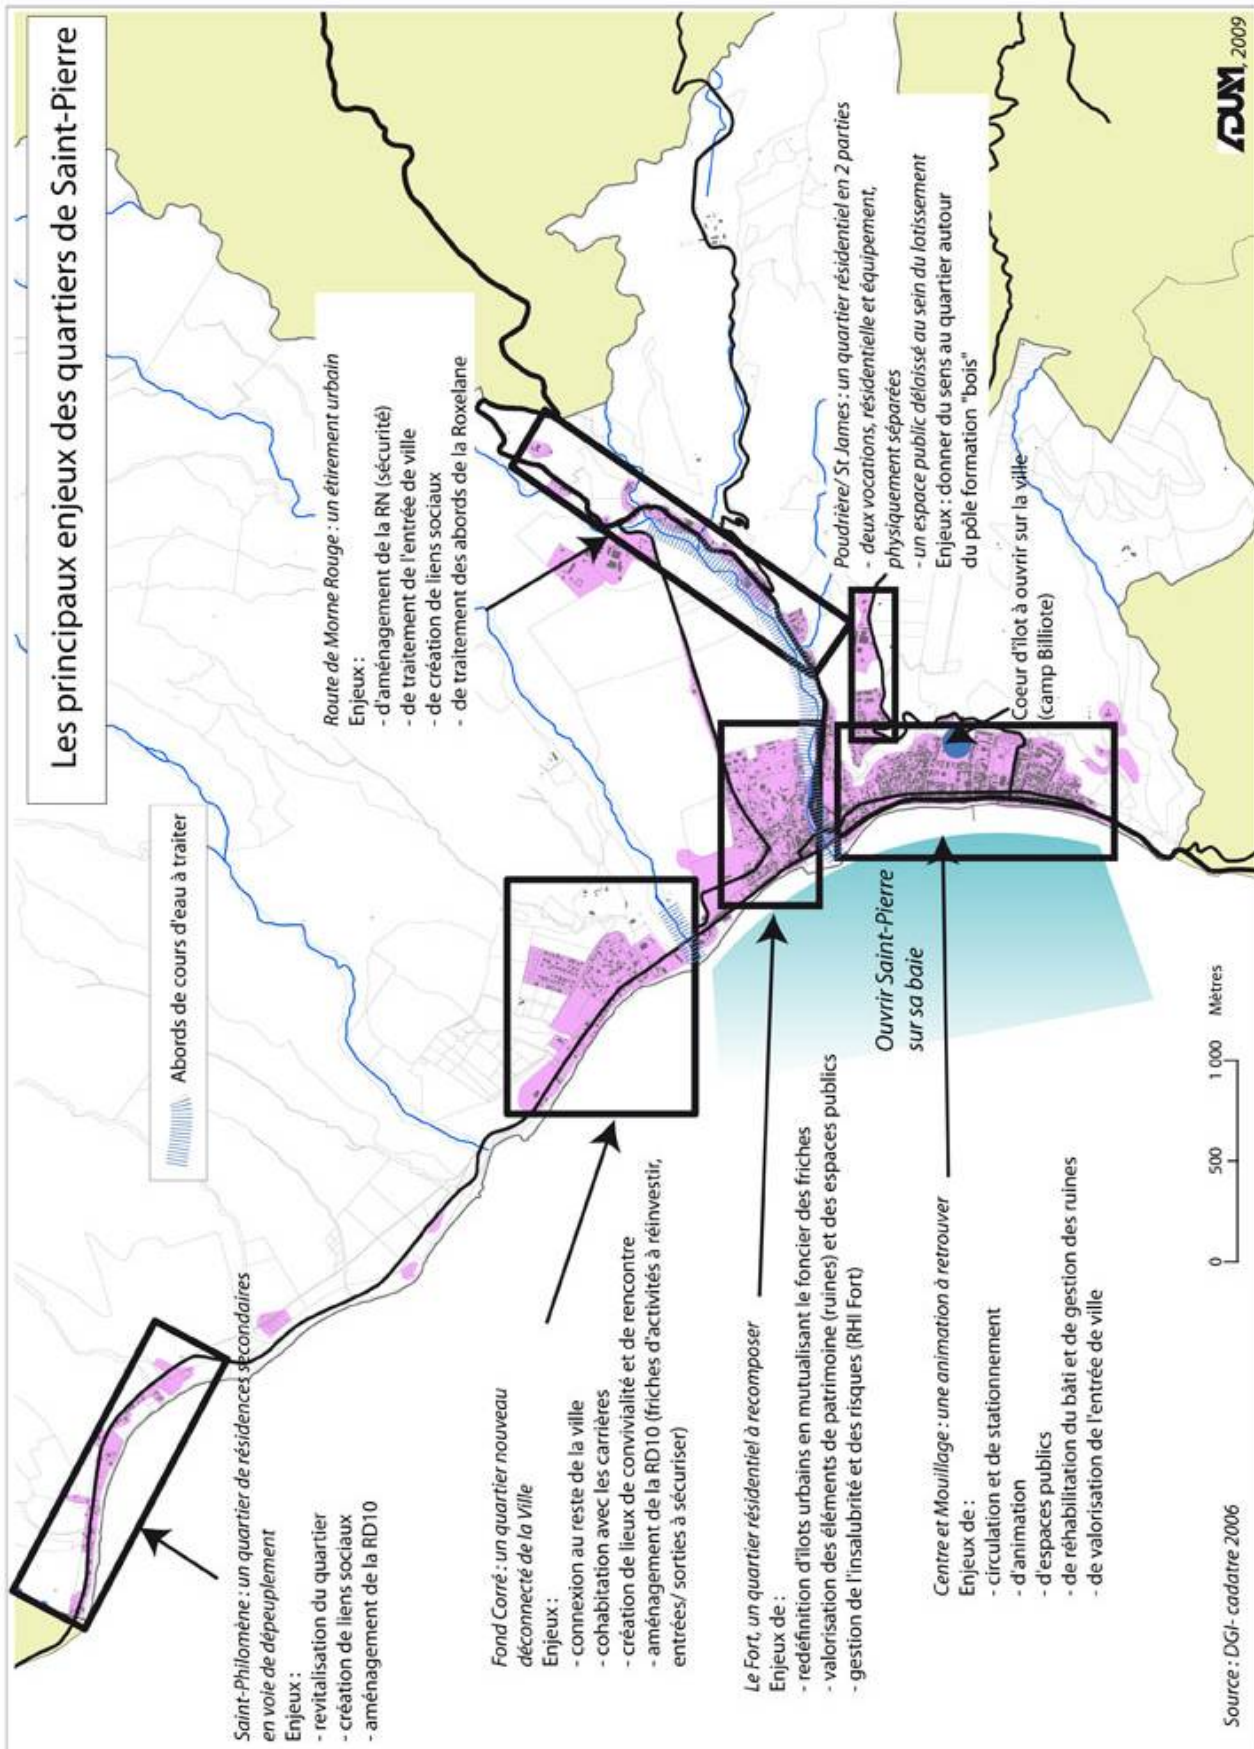 Les principaux enjeux des quartiers de Saint-Pierre
Abords de cours d'eau à traiter
Saint-Philomène : un quartier de résidences secondaires
en voie de dépeuplement
Enjeux :
- revitalisation du quartier
- création de liens sociaux
- aménagement de la RD10
Fond Corré : un quartier nouveau
déconnecté de la Ville
Enjeux :
- connexion au reste de la ville
- cohabitation avec les carrières
- création de lieux de convivialité et de rencontre
- aménagement de la RD10 (friches d'activités à réinvestir,
entrées/ sorties à sécuriser)
Le Fort, un quartier résidentiel à recomposer
Enjeux de :
- redéfinition d'ilots urbains en mutualisant le foncier des friches
- valorisation des éléments de patrimoine (ruines) et des espaces publics
- gestion de l'insalubrité et des risques (RHI Fort)
Centre et Mouillage : une animation à retrouver
Enjeux de :
- circulation et de stationnement
- d'animation
- d'espaces publics
- de réhabilitation du bâti et de gestion des ruines
- de valorisation de l'entrée de ville
Route de Morne Rouge : un étirement urbain
Enjeux :
- d'aménagement de la RN (sécurité)
- de traitement de l'entrée de ville
- de création de liens sociaux
- de traitement des abords de la Roxelane
Poudrière/ St James : un quartier résidentiel en 2 parties
- deux vocations, résidentielle et équipement,
physiquement séparées
- un espace public délaissé au sein du lotissement
Enjeux : donner du sens au quartier autour
du pôle formation "bois"
Coeur d'ilot à ouvrir sur la ville
(camp Billiote)
Ouvrir Saint-Pierre
sur sa baie
0 500 1 000 Mètres
Source : DGI- cadatre 2006
ADUAM, 2009